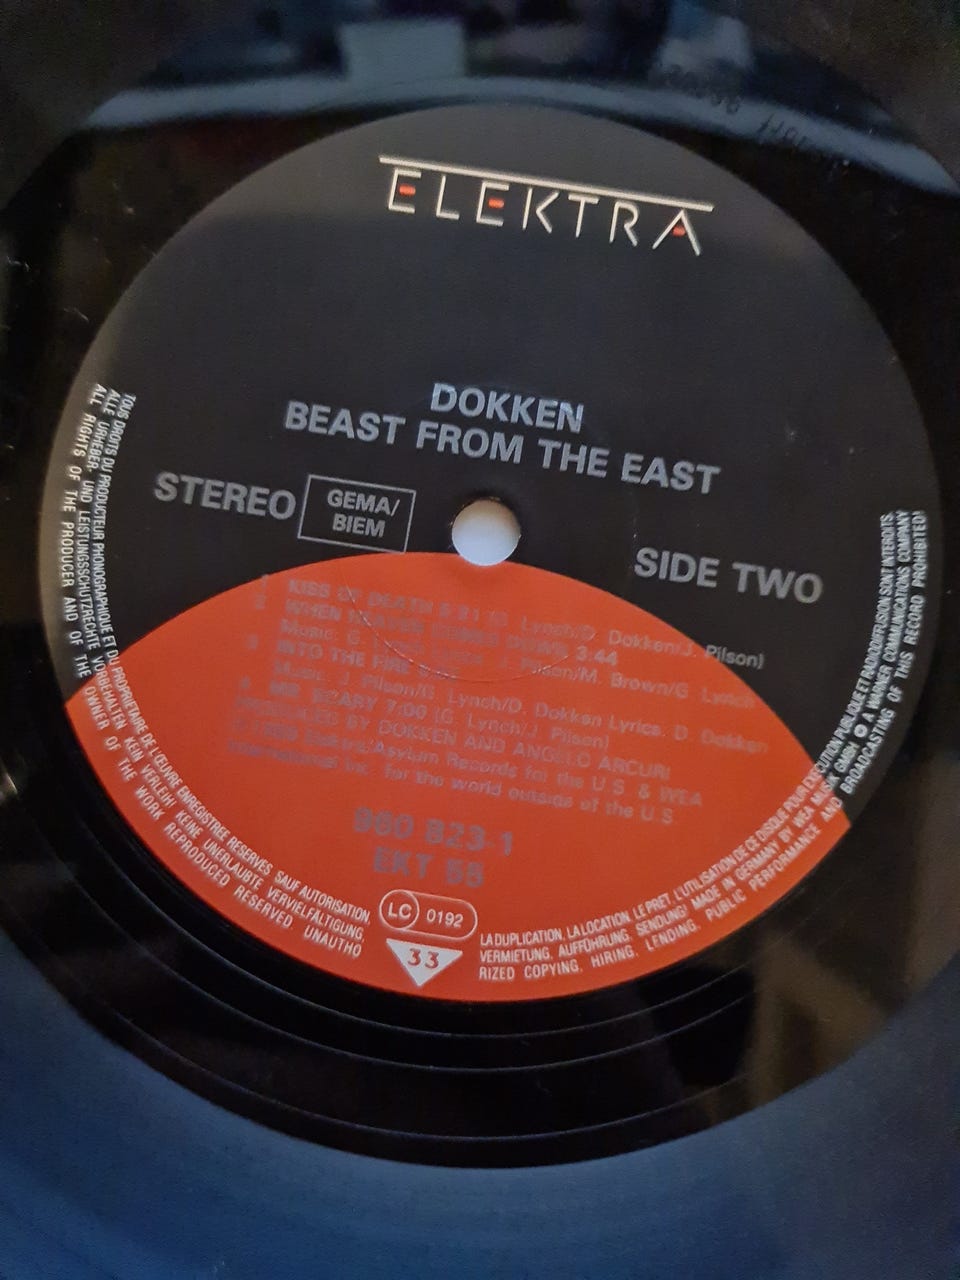 ELEKTRA
DOKKEN
BEAST FROM THE EAST
STEREO
GEMA/
BIEM
SIDE TWO
KISS OF DEATH Lynch/D. Dokken/J. Pilson)
2 WHEN HEAVEN COMES DOWN 3:44
Music: G. Lynch J. Pilson/M. Brown/G. Lynch
3 INTO THE FIRE
Music: J. Pilson/G. Lynch/D. Dokken Lyrics: D. Dokken
4 MR. SCARY 7:00 (G. Lynch/J. Pilson)
PRODUCED BY DOKKEN AND ANGELO ARCURI
Elektra/Asylum Records for the U.S. & WEA
International Inc. for the world outside of the U.S.
960 823-1
EKT 55
LC 0192
33
TOUS DROITS DU PRODUCTEUR PHONOGRAPHIQUE ET DU PROPRIETAIRE DE L'ŒUVRE ENREGISTREE RESERVES. SAUF AUTORISATION, LA DUPLICATION, LA LOCATION, LE PRET, L'UTILISATION DE CE DISQUE POUR EXECUTION PUBLIQUE ET RADIODIFFUSION SONT INTERDITS.
ALLE URHEBER- UND LEISTUNGSSCHUTZRECHTE VORBEHALTEN. KEIN VERLEIH! KEINE UNERLAUBTE VERVIELFÄLTIGUNG, VERMIETUNG, AUFFÜHRUNG, SENDUNG! MADE IN GERMANY BY WEA MUSIK GMBH A WARNER COMMUNICATIONS COMPANY
ALL RIGHTS OF THE PRODUCER AND OF THE OWNER OF THE WORK REPRODUCED RESERVED. UNAUTHORIZED COPYING, HIRING, LENDING, PUBLIC PERFORMANCE AND BROADCASTING OF THIS RECORD PROHIBITED!